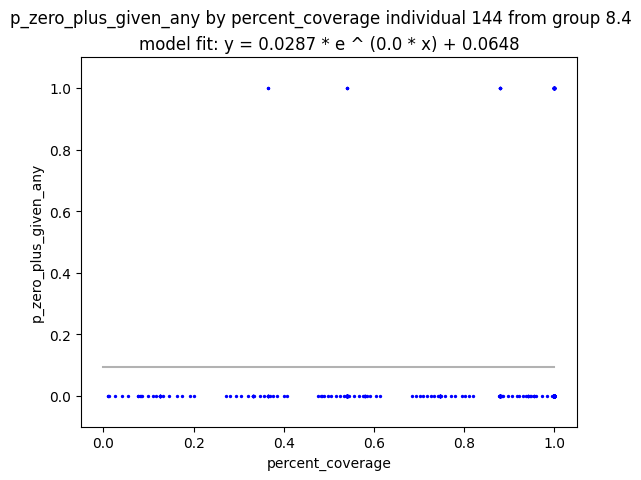 p_zero_plus_given_any by percent_coverage individual 144 from group 8.4
model fit: y = 0.0287 * e ^ (0.0 * x) + 0.0648
1.0
0.8
0.6
0.4
0.2
0.0
p_zero_plus_given_any
0.0 0.2 0.4 0.6 0.8 1.0
percent_coverage